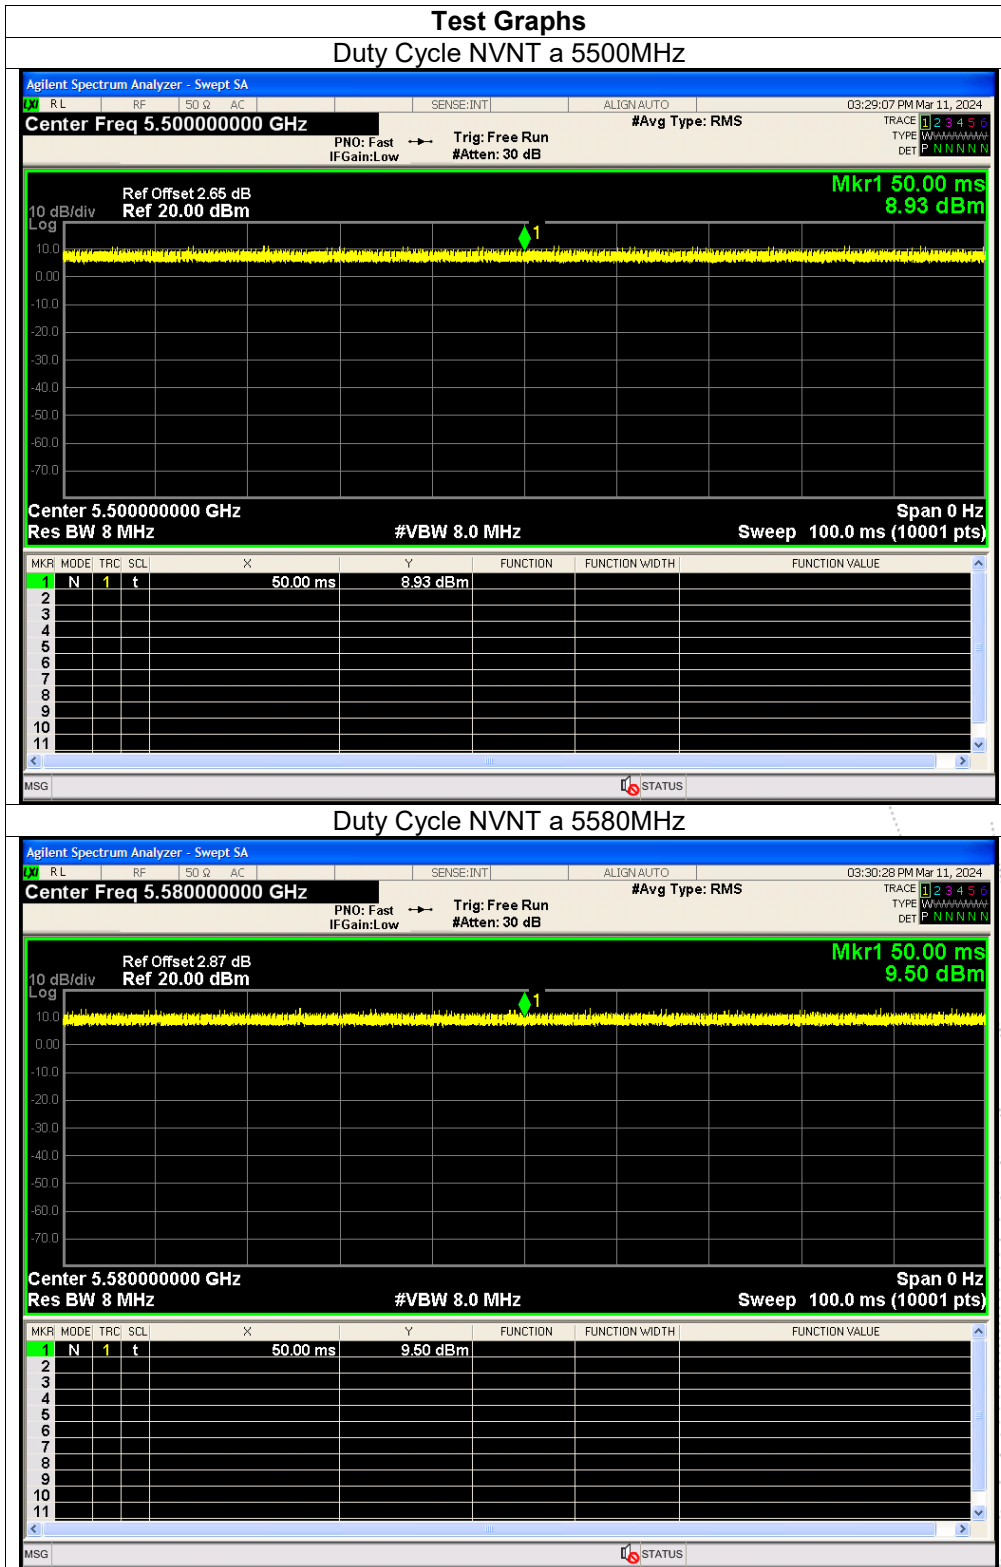 Test Graphs
Duty Cycle NVNT a 5500MHz
Agilent Spectrum Analyzer - Swept SA
LXI RL RF 50 Ω AC SENSE:INT ALIGN AUTO 03:29:07 PM Mar 11, 2024
Center Freq 5.500000000 GHz #Avg Type: RMS TRACE 1 2 3 4 5 6
PNO: Fast Trig: Free Run TYPE WWWWWW
IFGain:Low #Atten: 30 dB DET P N N N N N
Mkr1 50.00 ms
Ref Offset 2.65 dB
10 dB/div Ref 20.00 dBm 8.93 dBm
Log
1
10.0
0.00
-10.0
-20.0
-30.0
-40.0
-50.0
-60.0
-70.0
Center 5.500000000 GHz Span 0 Hz
Res BW 8 MHz #VBW 8.0 MHz Sweep 100.0 ms (10001 pts)
MKR MODE TRC SCL X Y FUNCTION FUNCTION WIDTH FUNCTION VALUE
1 N 1 t 50.00 ms 8.93 dBm
2
3
4
5
6
7
8
9
10
11
MSG STATUS
Duty Cycle NVNT a 5580MHz
Agilent Spectrum Analyzer - Swept SA
LXI RL RF 50 Ω AC SENSE:INT ALIGN AUTO 03:30:28 PM Mar 11, 2024
Center Freq 5.580000000 GHz #Avg Type: RMS TRACE 1 2 3 4 5 6
PNO: Fast Trig: Free Run TYPE WWWWWW
IFGain:Low #Atten: 30 dB DET P N N N N N
Mkr1 50.00 ms
Ref Offset 2.87 dB
10 dB/div Ref 20.00 dBm 9.50 dBm
Log
1
10.0
0.00
-10.0
-20.0
-30.0
-40.0
-50.0
-60.0
-70.0
Center 5.580000000 GHz Span 0 Hz
Res BW 8 MHz #VBW 8.0 MHz Sweep 100.0 ms (10001 pts)
MKR MODE TRC SCL X Y FUNCTION FUNCTION WIDTH FUNCTION VALUE
1 N 1 t 50.00 ms 9.50 dBm
2
3
4
5
6
7
8
9
10
11
MSG STATUS